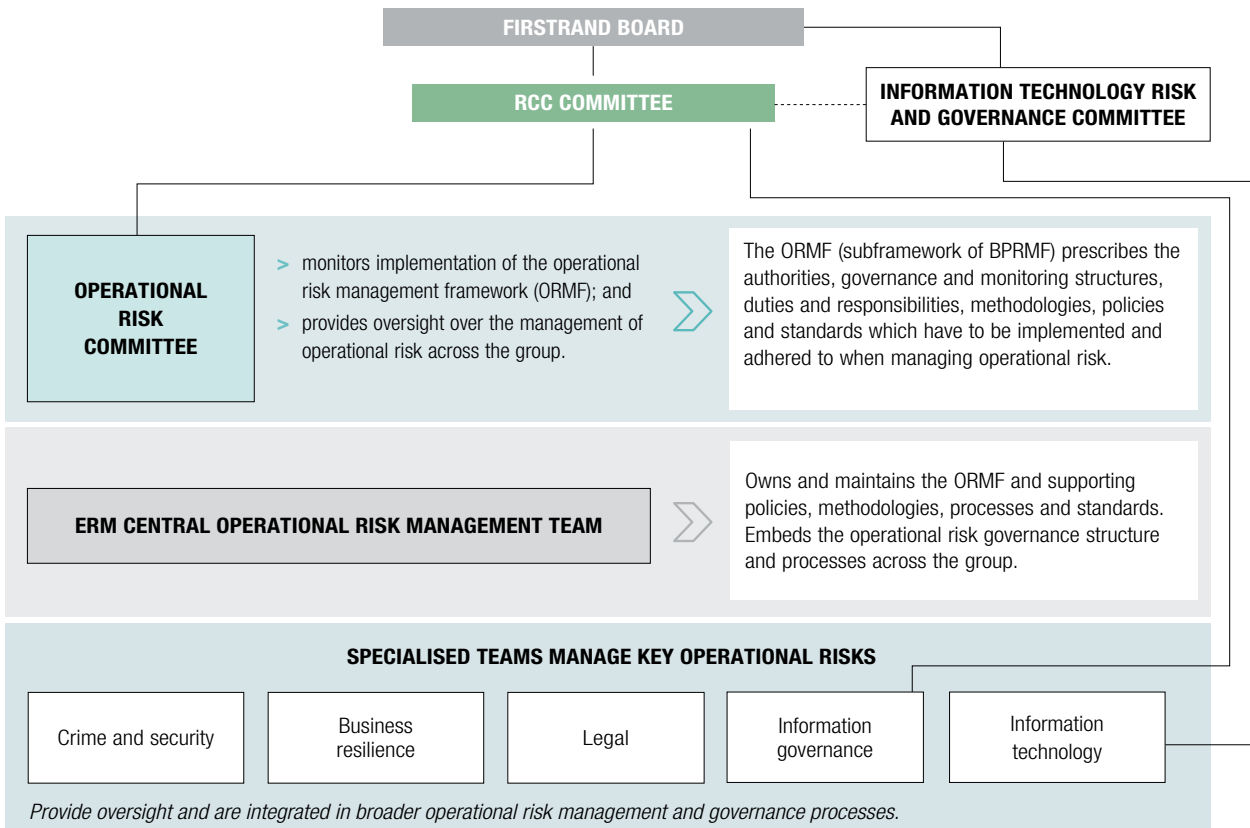 FIRSTRAND BOARD
RCC COMMITTEE
INFORMATION TECHNOLOGY RISK
AND GOVERNANCE COMMITTEE
OPERATIONAL
RISK
COMMITTEE
> monitors implementation of the operational
risk management framework (ORMF); and
> provides oversight over the management of
operational risk across the group.
The ORMF (subframework of BPRMF) prescribes the
authorities, governance and monitoring structures,
duties and responsibilities, methodologies, policies
and standards which have to be implemented and
adhered to when managing operational risk.
ERM CENTRAL OPERATIONAL RISK MANAGEMENT TEAM
Owns and maintains the ORMF and supporting
policies, methodologies, processes and standards.
Embeds the operational risk governance structure
and processes across the group.
SPECIALISED TEAMS MANAGE KEY OPERATIONAL RISKS
Crime and security
Business
resilience
Legal
Information
governance
Information
technology
Provide oversight and are integrated in broader operational risk management and governance processes.